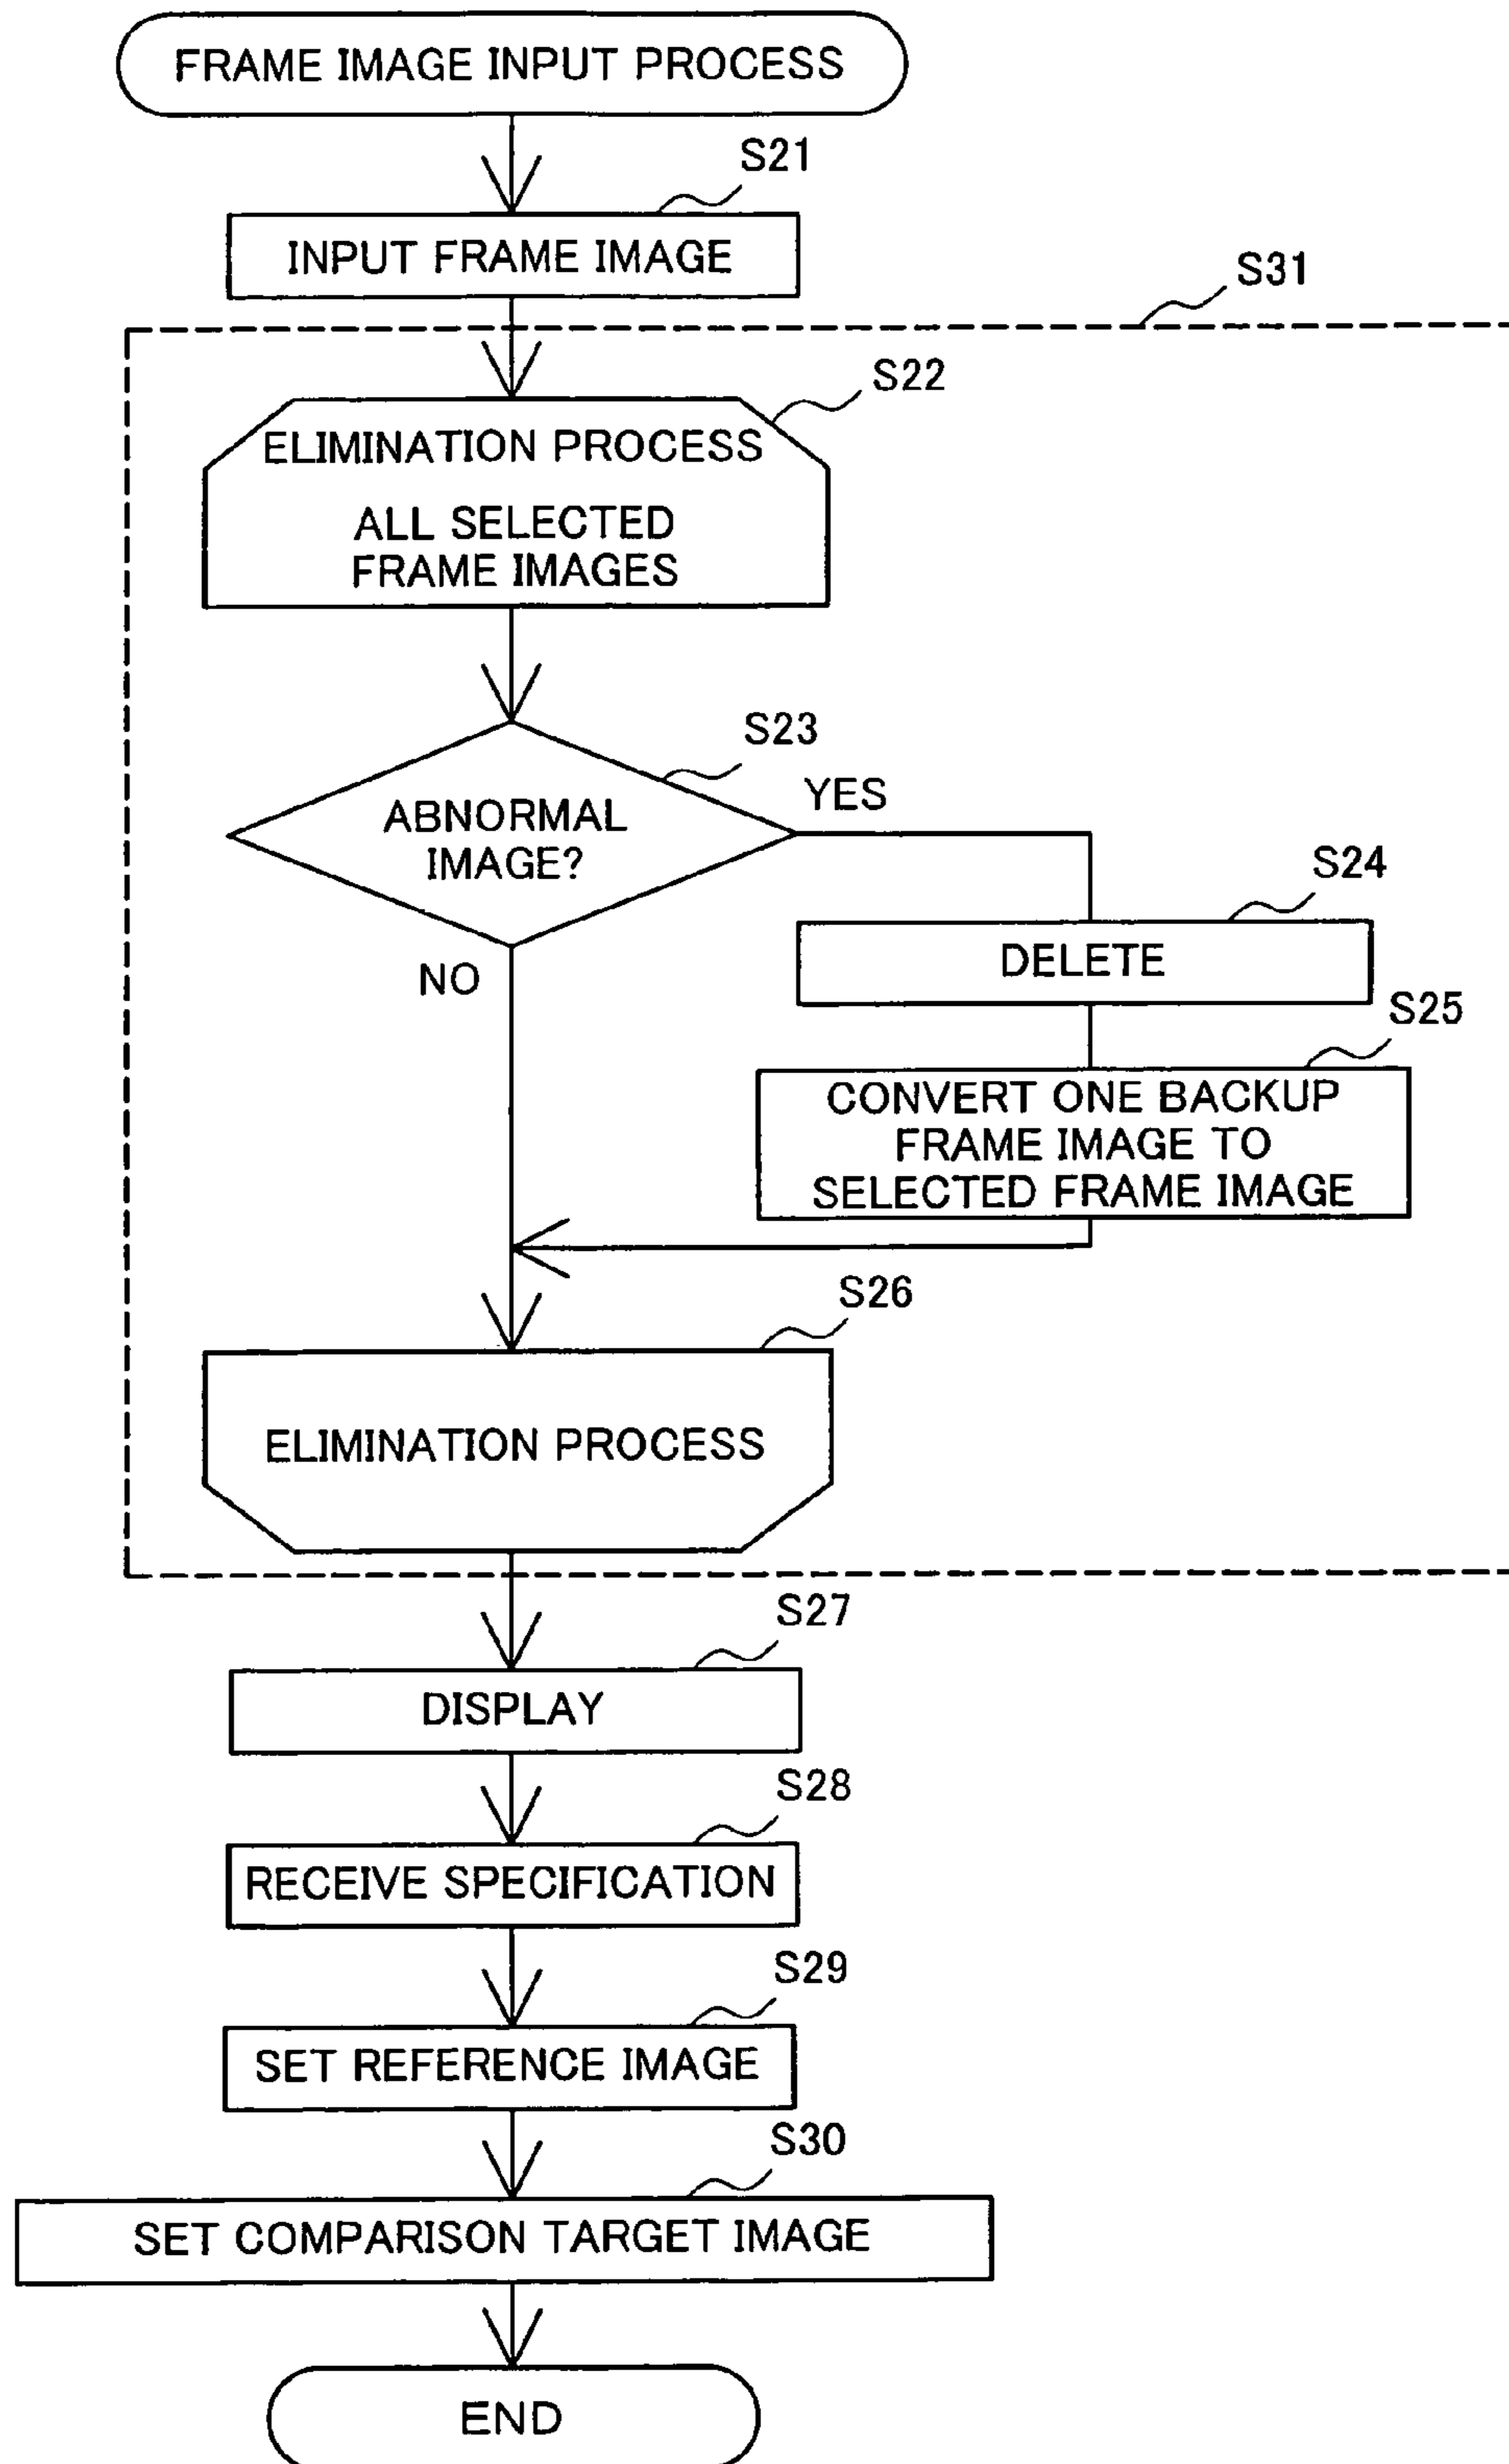 FRAME IMAGE INPUT PROCESS
S21
INPUT FRAME IMAGE
S31
S22
ELIMINATION PROCESS
ALL SELECTED
FRAME IMAGES
S23
ABNORMAL
IMAGE?
YES
NO
S24
DELETE
S25
CONVERT ONE BACKUP
FRAME IMAGE TO
SELECTED FRAME IMAGE
S26
ELIMINATION PROCESS
S27
DISPLAY
S28
RECEIVE SPECIFICATION
S29
SET REFERENCE IMAGE
S30
SET COMPARISON TARGET IMAGE
END